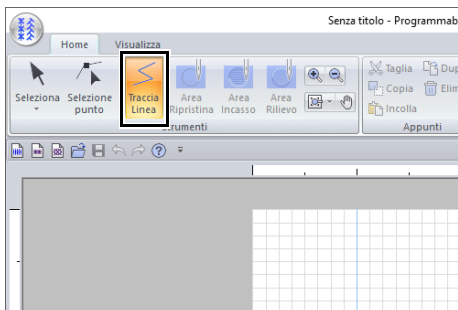 Senza titolo - Programmab
Home Visualizza
Seleziona Selezione punto Traccia Linea Area Ripristina Area Incasso Area Rilievo
Taglia Dup
Copia Elim
Incolla
Strumenti Appunti